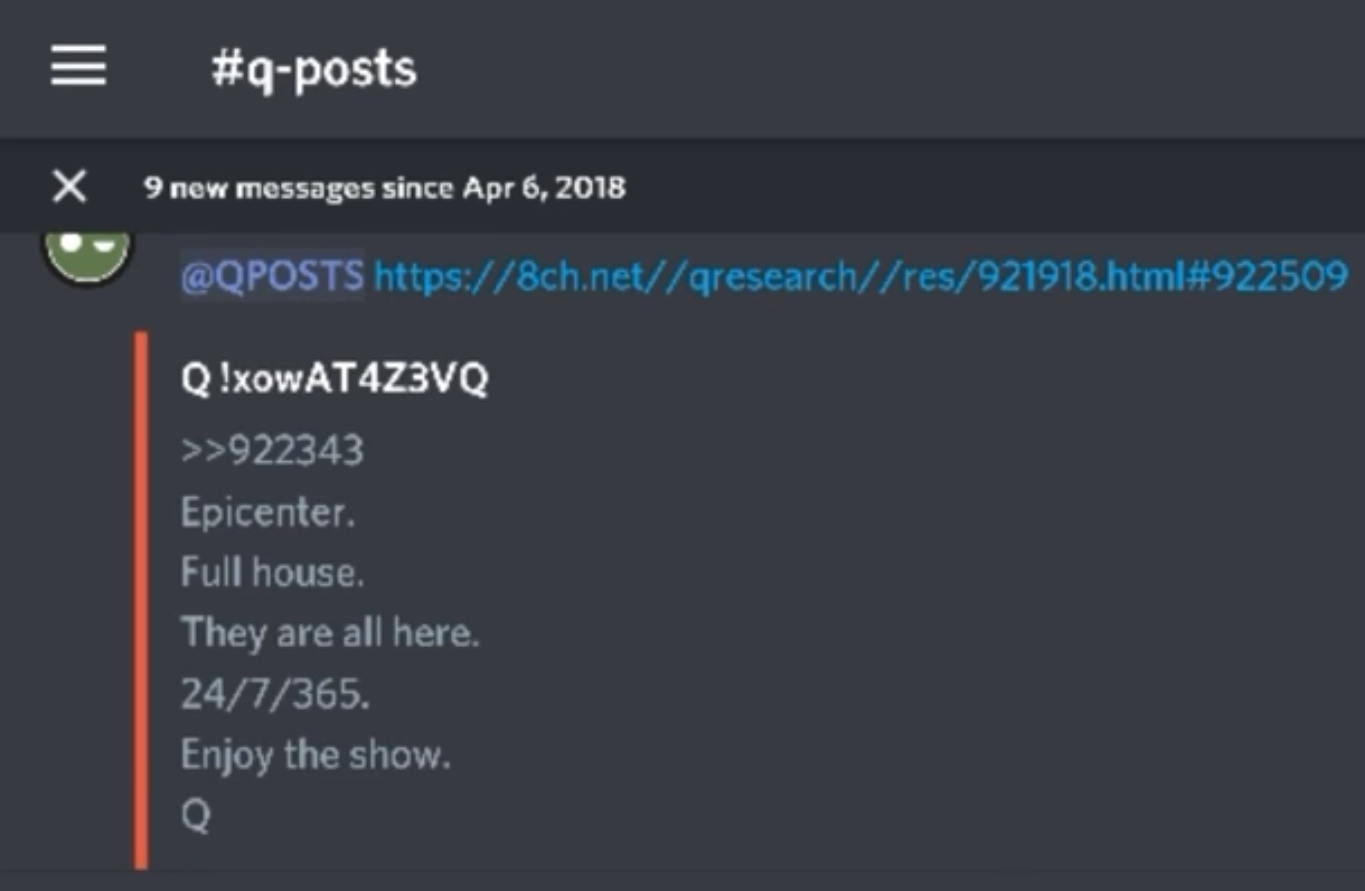 #q-posts
9 new messages since Apr 6, 2018
@QPOSTS https://8ch.net//qresearch//res/921918.html#922509
Q !xowAT4Z3VQ
>>922343
Epicenter.
Full house.
They are all here.
24/7/365.
Enjoy the show.
Q